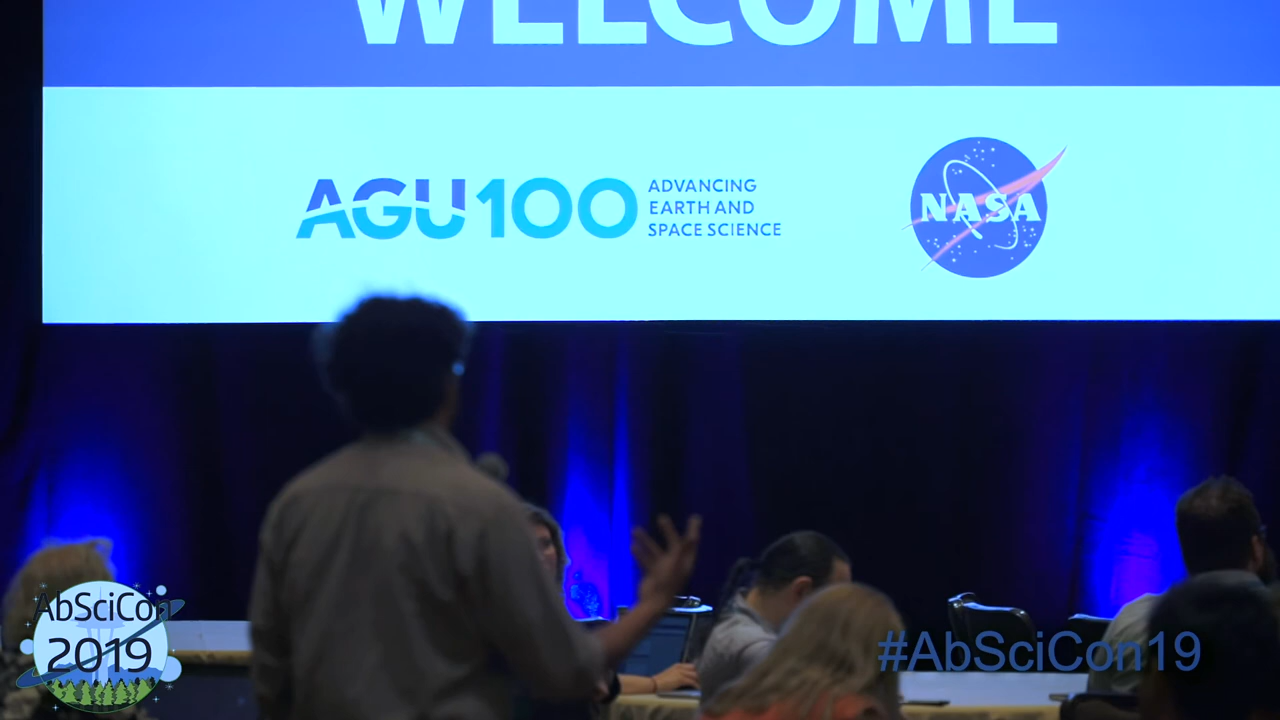 WELCOME
AGU100
ADVANCING
EARTH AND
SPACE SCIENCE
NASA
AbSciCon
2019
#AbSciCon19